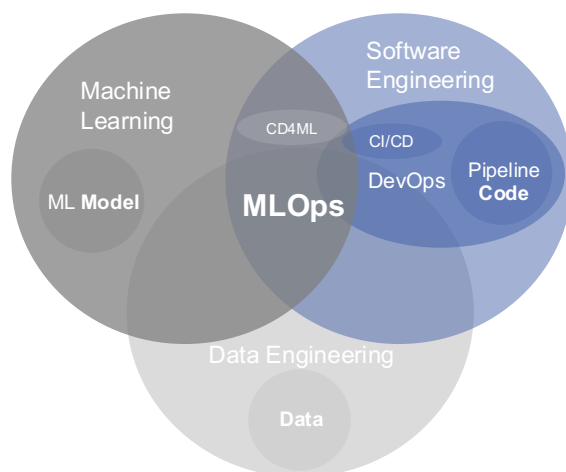 Software
Engineering
Machine
Learning
CD4ML
CI/CD
DevOps
Pipeline
Code
ML Model
MLOps
Data Engineering
Data